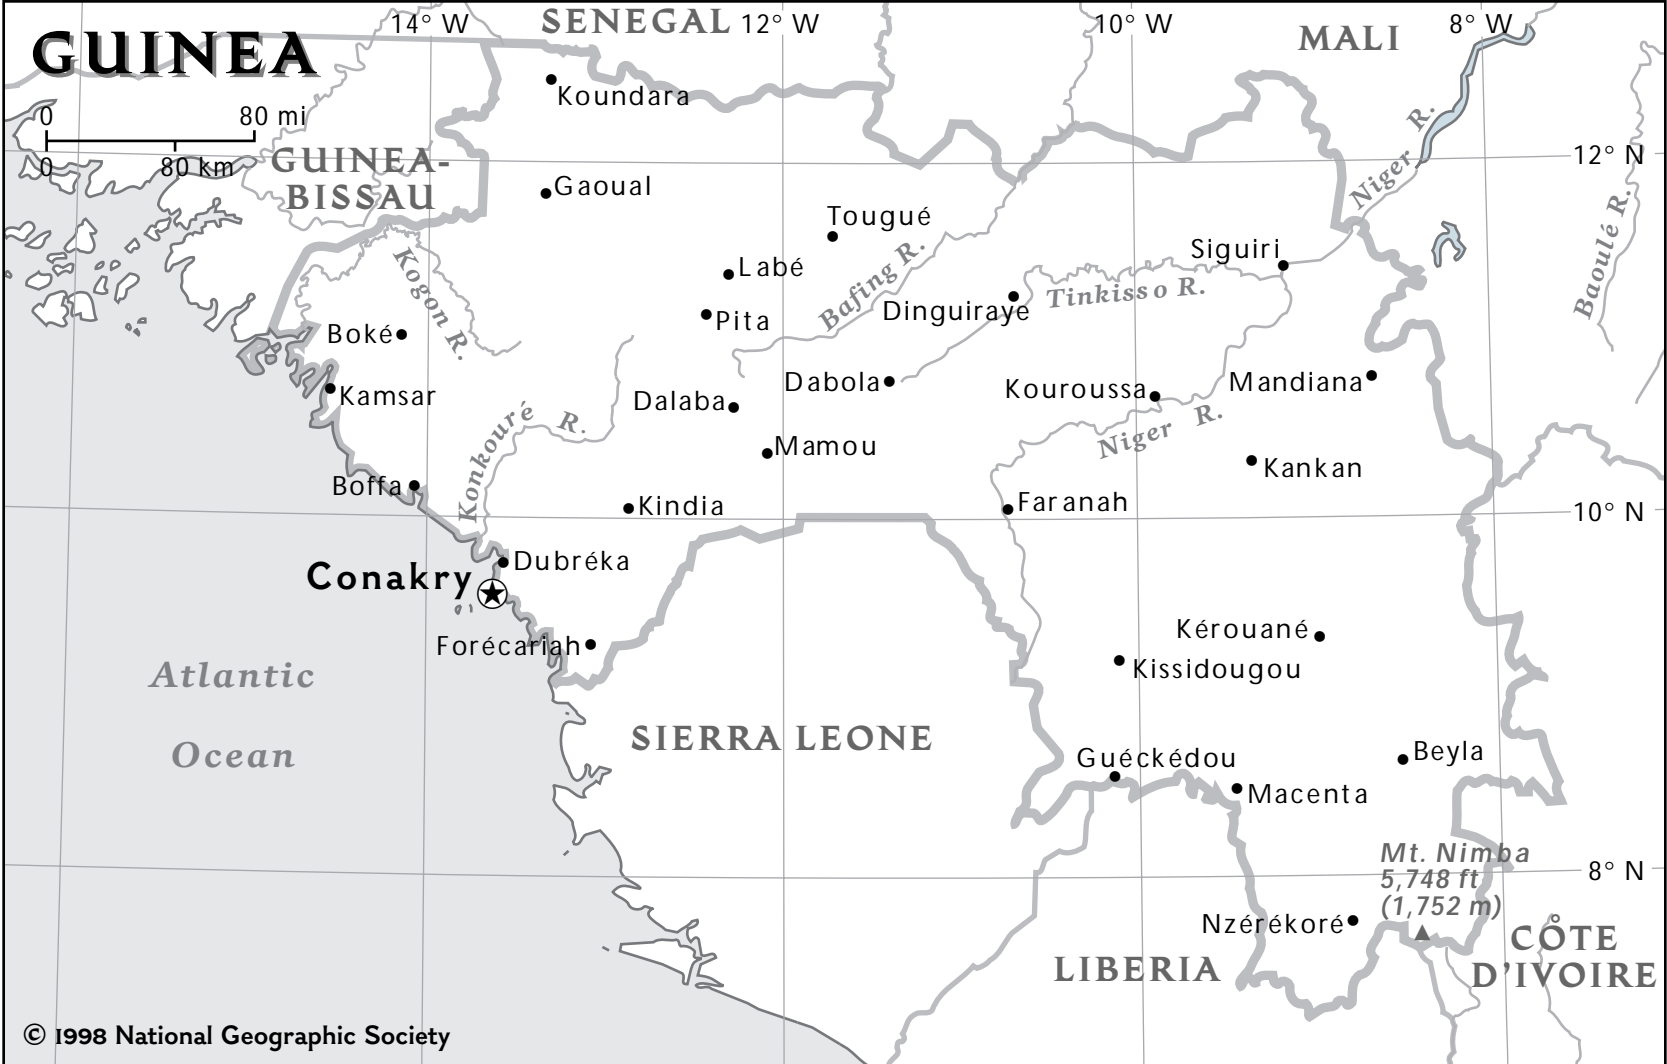 GUINEA
14° W
SENEGAL
12° W
10° W
MALI
8° W
0
80 mi
0
80 km
Koundara
GUINEA-
BISSAU
Gaoual
Niger R.
12° N
Tougué
Baoulé R.
Kogon R.
Labé
Bafing R.
Siguiri
Dinguiraye
Tinkisso R.
Pita
Boké
Kamsar
Dalaba
Dabola
Kouroussa
Mandiana
Konkouré R.
Mamou
Niger R.
Kankan
Boffa
Kindia
Faranah
10° N
Dubréka
Conakry
Forécariah
Kérouané
Kissidougou
Atlantic
Ocean
SIERRA LEONE
Guéckédou
Beyla
Macenta
Mt. Nimba
5,748 ft
(1,752 m)
8° N
Nzérékoré
LIBERIA
CÔTE
D'IVOIRE
© 1998 National Geographic Society